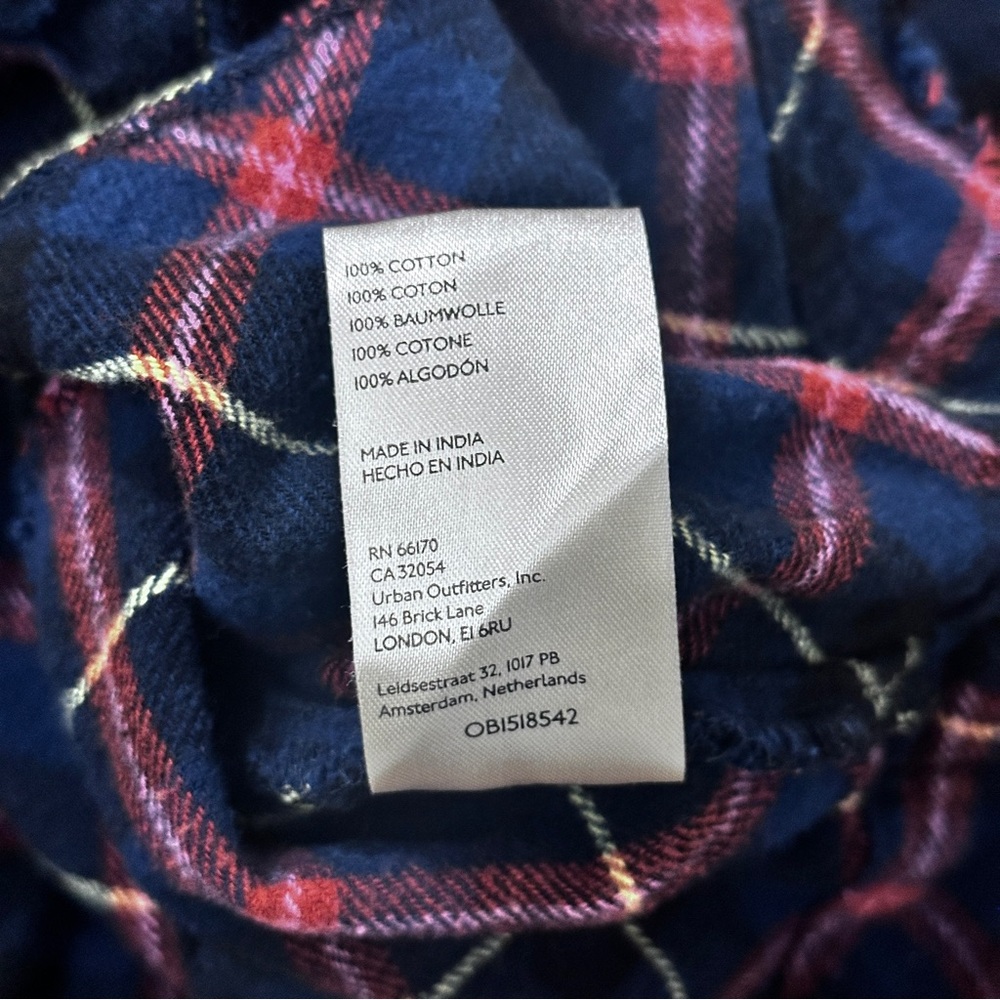 100% COTTON
100% COTON
100% BAUMWOLLE
100% COTONE
100% ALGODÓN
MADE IN INDIA
HECHO EN INDIA
RN 66170
CA 32054
Urban Outfitters, Inc.
146 Brick Lane
LONDON, E1 6RU
Leidsestraat 32, 1017 PB
Amsterdam, Netherlands
OB1518542